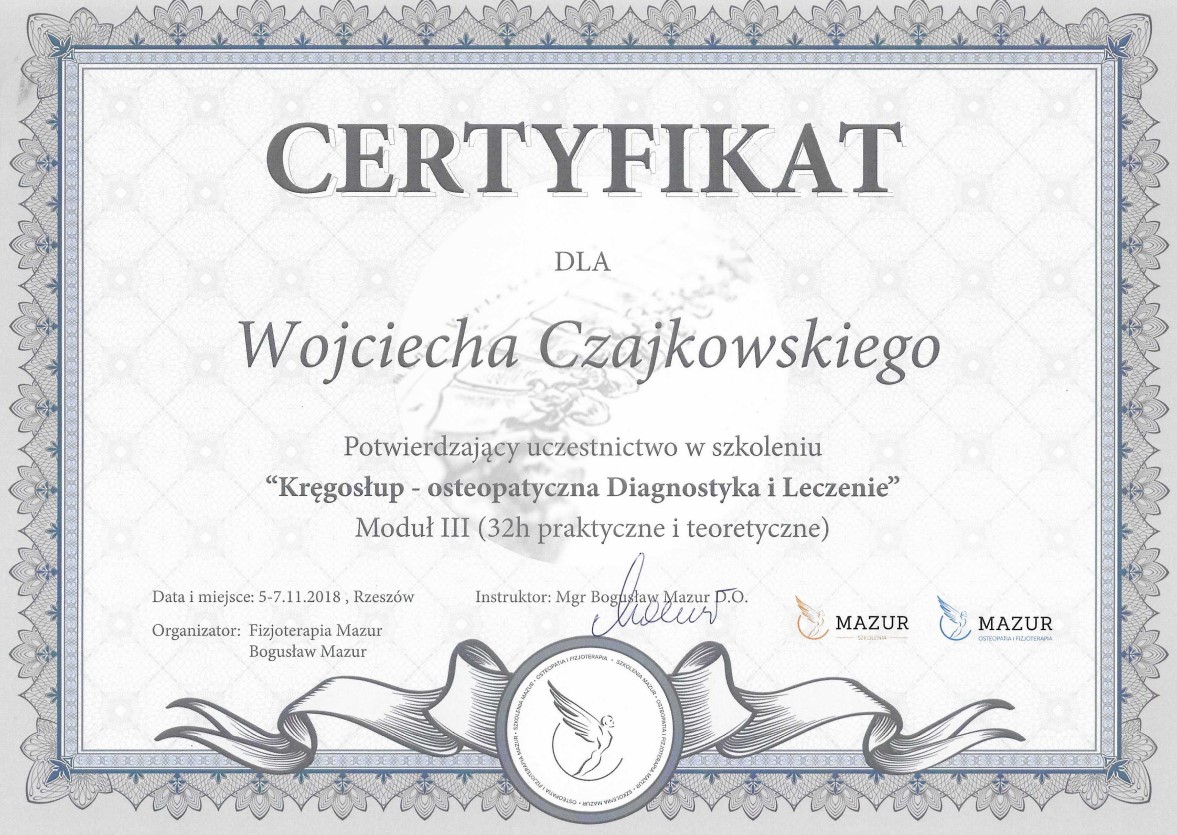 CERTYFIKAT
DLA
Wojciecha Czajkowskiego
Potwierdzający uczestnictwo w szkoleniu
“Kręgosłup - osteopatyczna Diagnostyka i Leczenie”
Moduł III (32h praktyczne i teoretyczne)
Data i miejsce: 5-7.11.2018 , Rzeszów
Instruktor: Mgr Bogusław Mazur D.O.
Organizator: Fizjoterapia Mazur
Bogusław Mazur
MAZUR
SZKOLENIA
MAZUR
OSTEOPATIA I FIZJOTERAPIA
SZKOLENIA MAZUR • OSTEOPATIA I FIZJOTERAPIA • SZKOLENIA MAZUR • OSTEOPATIA I FIZJOTERAPIA MAZUR • SZKOLENIA MAZUR • OSTEOPATIA I FIZJOTERAPIA MAZUR •